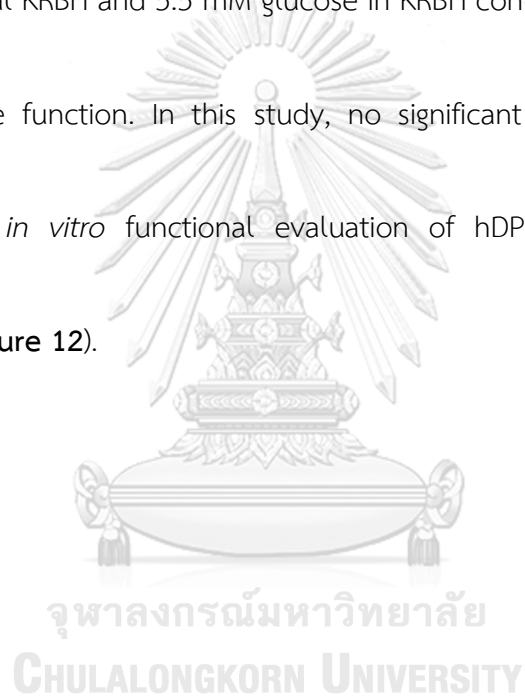 al KRBH and 5.5 mM glucose in KRBH con
e function. In this study, no significant
in vitro functional evaluation of hDP
ure 12).
จุฬาลงกรณ์มหาวิทยาลัย
CHULALONGKORN UNIVERSITY